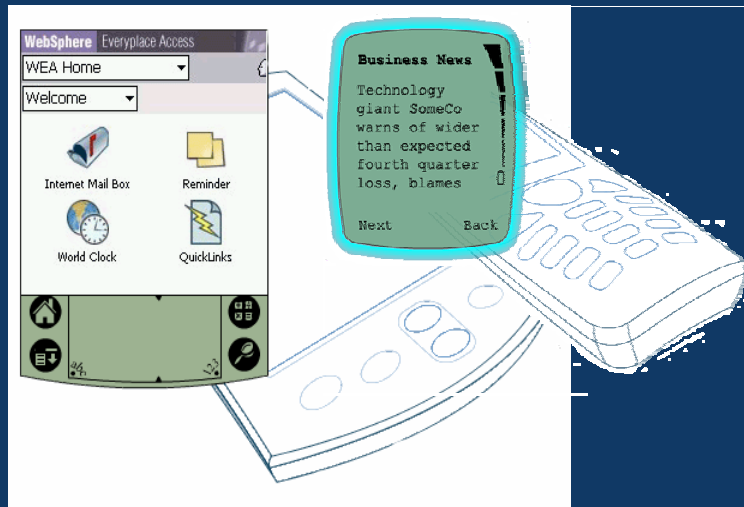 WebSphere Everyplace Access
WEA Home
Welcome
Internet Mail Box
Reminder
World Clock
QuickLinks
123
Business News
Technology
giant SomeCo
warns of wider
than expected
fourth quarter
loss, blames
Next Back